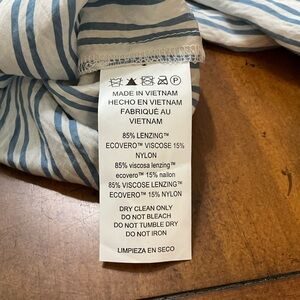 MADE IN VIETNAM
HECHO EN VIETNAM
FABRIQUÉ AU
VIETNAM
85% LENZING™
ECOVERO™ VISCOSE 15%
NYLON
85% viscosa lenzing™
ecovero™ 15% nailon
85% VISCOSE LENZING™
ECOVERO™ 15% NYLON
DRY CLEAN ONLY
DO NOT BLEACH
DO NOT TUMBLE DRY
DO NOT IRON
LIMPIEZA EN SECO